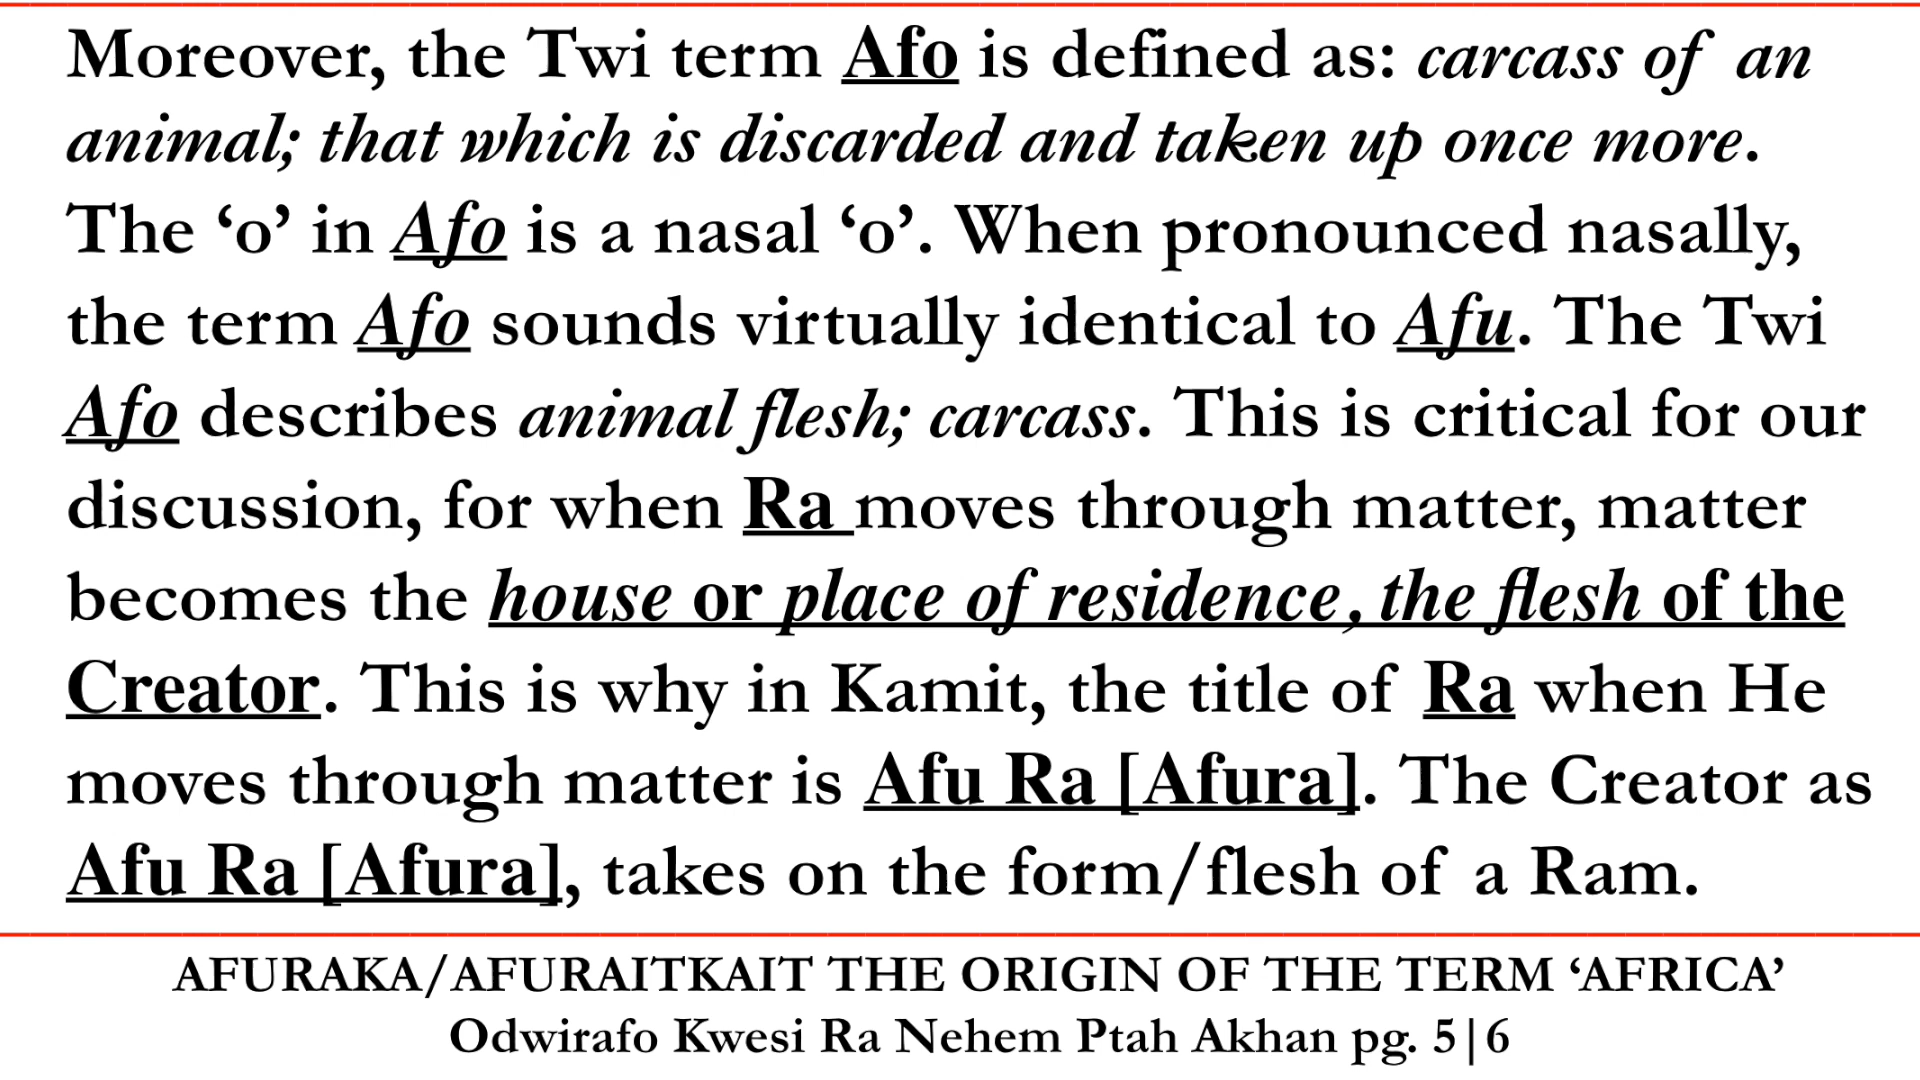 Moreover, the Twi term Afo is defined as: carcass of an
animal; that which is discarded and taken up once more.
The ‘o’ in Afo is a nasal ‘o’. When pronounced nasally,
the term Afo sounds virtually identical to Afu. The Twi
Afo describes animal flesh; carcass. This is critical for our
discussion, for when Ra moves through matter, matter
becomes the house or place of residence, the flesh of the
Creator. This is why in Kamit, the title of Ra when He
moves through matter is Afu Ra [Afura]. The Creator as
Afu Ra [Afura], takes on the form/flesh of a Ram.
AFURAKA/AFURAITKAIT THE ORIGIN OF THE TERM ‘AFRICA’
Odwirafo Kwesi Ra Nehem Ptah Akhan pg. 5|6